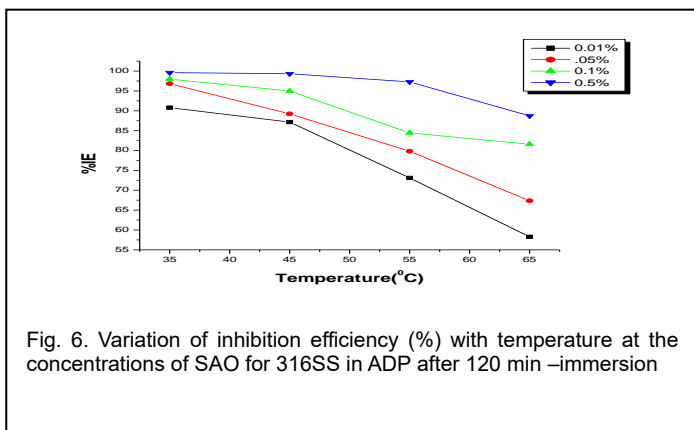 0.01%
.05%
0.1%
0.5%
100
95
90
85
80
75
70
65
60
55
%IE
35 40 45 50 55 60 65
Temperature(°C)
Fig. 6. Variation of inhibition efficiency (%) with temperature at the
concentrations of SAO for 316SS in ADP after 120 min –immersion